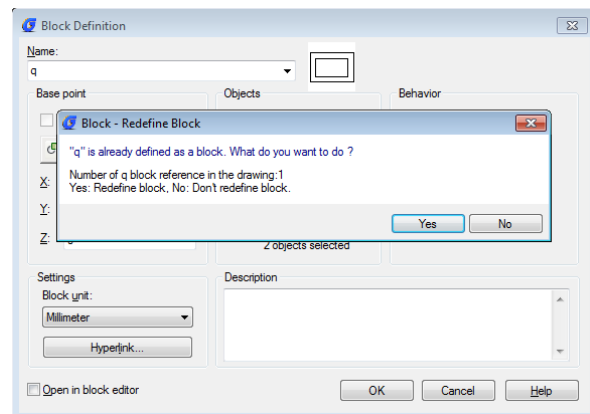 Block Definition
Name:
q
Base point
Objects
Behavior
Block - Redefine Block
"q" is already defined as a block. What do you want to do ?
Number of q block reference in the drawing:1
Yes: Redefine block, No: Don't redefine block.
Yes
No
X:
Y:
Z:
2 objects selected
Settings
Block unit:
Millimeter
Hyperlink...
Description
Open in block editor
OK
Cancel
Help